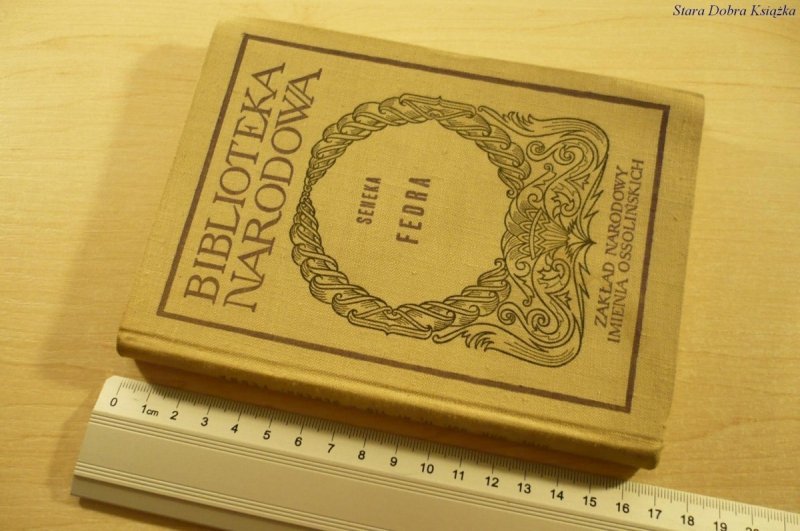 Stara Dobra Książka
BIBLIOTEKA
NARODOWA
SENEKA
FEDRA
ZAKŁAD NARODOWY
IMIENIA OSSOLIŃSKICH
0 1cm 2 3 4 5 6 7 8 9 10 11 12 13 14 15 16 17 18 19 20